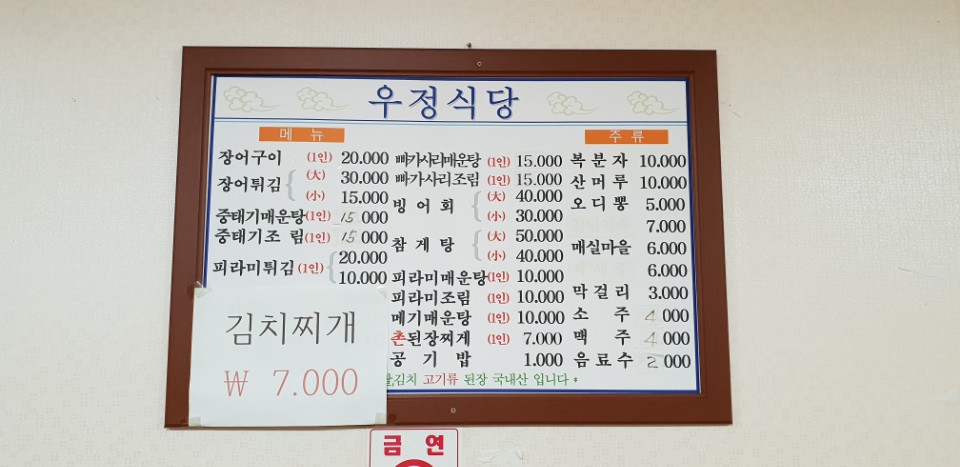 우정식당
메 뉴
장어구이 (1인) 20.000
장어튀김 (大) 30.000
(小) 15.000
중태기매운탕(1인) 15 000
중태기조 림(1인) 15 000
피라미튀김 (1인) 20.000
10.000
빠가사리매운탕 (1인) 15.000
빠가사리조림 (1인) 15.000
빙 어 회 (大) 40.000
(小) 30.000
참 게 탕 (大) 50.000
(小) 40.000
피라미매운탕(1인) 10.000
피라미조림 (1인) 10.000
메기매운탕 (1인) 10.000
촌된장찌게 (1인) 7.000
공 기 밥 1.000
주 류
복 분 자 10.000
산 머 루 10.000
오 디 뽕 5.000
7.000
매실마을 6.000
6.000
막 걸 리 3.000
소 주 4 000
맥 주 4 000
음 료 수 2 000
김치 고기류 된장 국내산 입니다
김치찌개
₩ 7.000
금 연